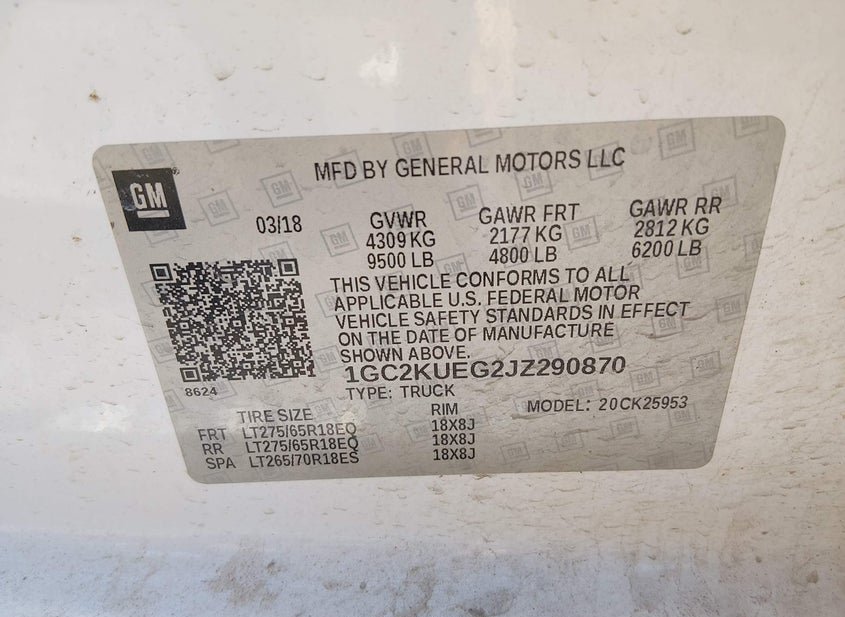 GM
MFD BY GENERAL MOTORS LLC
03/18 GVWR GAWR FRT GAWR RR
4309 KG 2177 KG 2812 KG
9500 LB 4800 LB 6200 LB
THIS VEHICLE CONFORMS TO ALL
APPLICABLE U.S. FEDERAL MOTOR
VEHICLE SAFETY STANDARDS IN EFFECT
ON THE DATE OF MANUFACTURE
SHOWN ABOVE.
1GC2KUEG2JZ290870
8624
TYPE: TRUCK MODEL: 20CK25953
TIRE SIZE RIM
FRT LT275/65R18EQ 18X8J
RR LT275/65R18EQ 18X8J
SPA LT265/70R18ES 18X8J